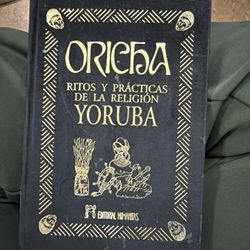 ORICHA
RITOS Y PRÁCTICAS
DE LA RELIGIÓN
YORUBA
EDITORIAL HUMANITAS